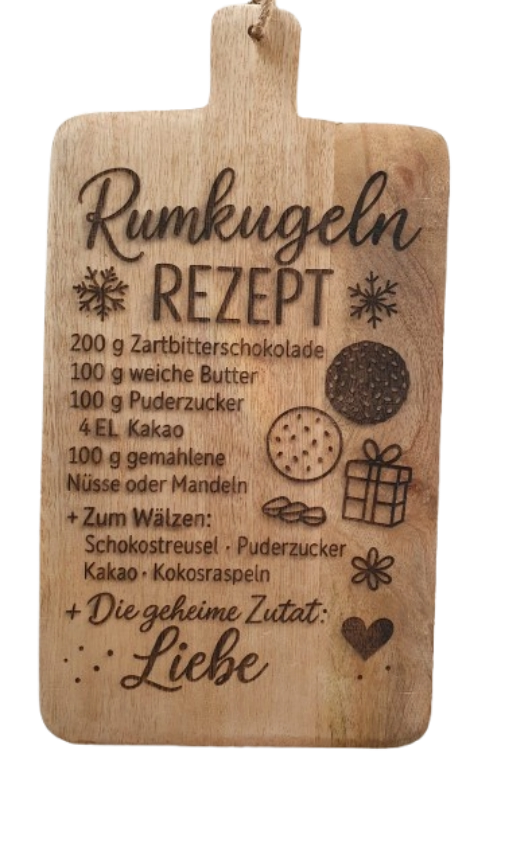 Rumkugeln
REZEPT
200 g Zartbitterschokolade
100 g weiche Butter
100 g Puderzucker
4 EL Kakao
100 g gemahlene
Nüsse oder Mandeln
+ Zum Wälzen:
Schokostreusel · Puderzucker
Kakao · Kokosraspeln
+ Die geheime Zutat:
Liebe